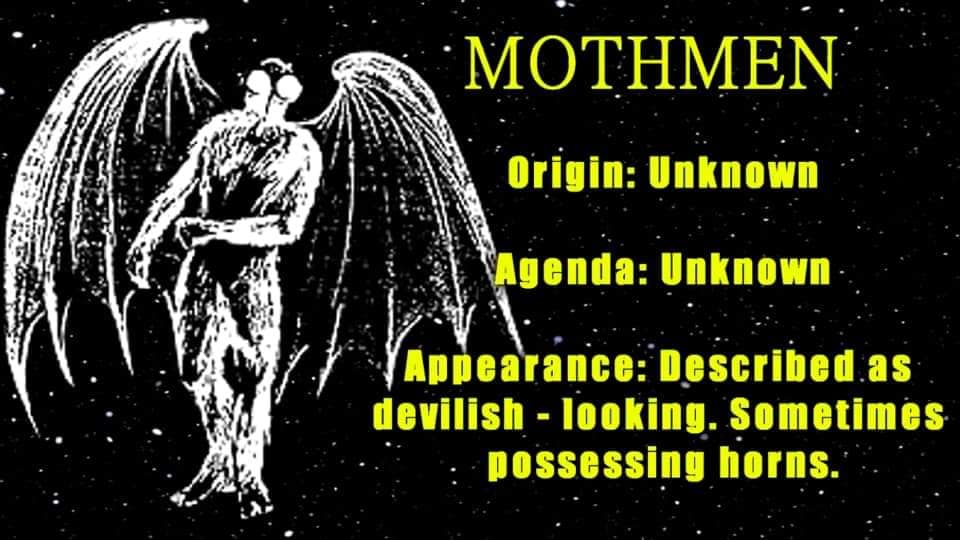 MOTHMEN
Origin: Unknown
Agenda: Unknown
Appearance: Described as
devilish - looking. Sometimes
possessing horns.